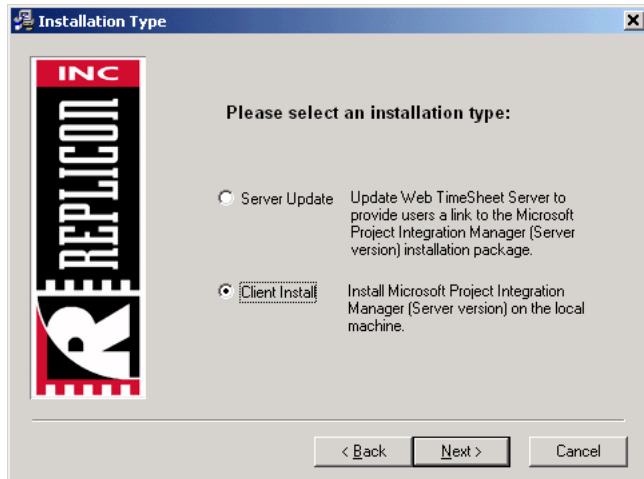 Installation Type
INC
REPLICON
R
Please select an installation type:
Server Update
Update Web TimeSheet Server to
provide users a link to the Microsoft
Project Integration Manager (Server
version) installation package.
Client Install
Install Microsoft Project Integration
Manager (Server version) on the local
machine.
< Back
Next >
Cancel